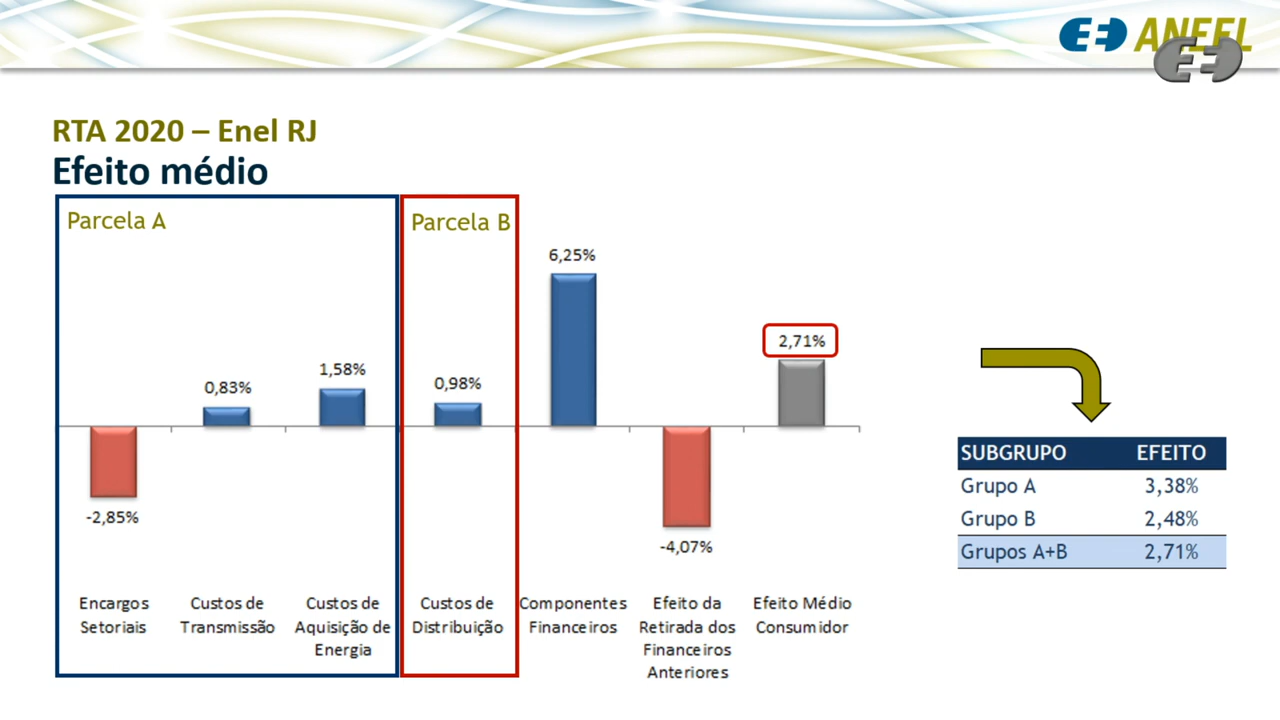 ANEEL
RTA 2020 – Enel RJ
Efeito médio
Parcela A
Parcela B
-2,85%
0,83%
1,58%
0,98%
6,25%
-4,07%
2,71%
Encargos
Setoriais
Custos de
Transmissão
Custos de
Aquisição de
Energia
Custos de
Distribuição
Componentes
Financeiros
Efeito da
Retirada dos
Financeiros
Anteriores
Efeito Médio
Consumidor
SUBGRUPO EFEITO
Grupo A 3,38%
Grupo B 2,48%
Grupos A+B 2,71%